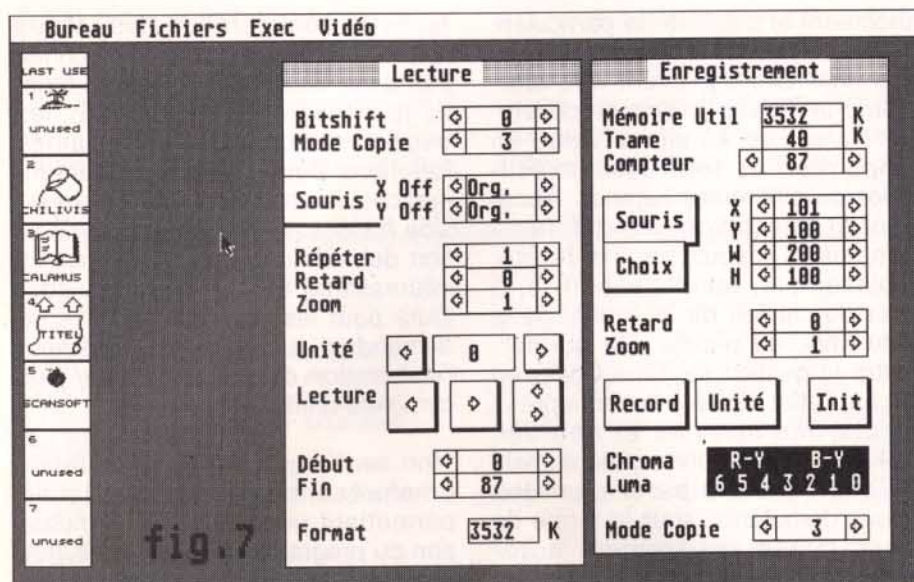 Bureau Fichiers Exec Vidéo
LAST USE
1
unused
2
CHILIVIS
3
CALAMUS
4
TITEL
5
SCANSOFT
6
unused
7
unused
fig.7
Lecture
Bitshift 0
Mode Copie 3
Souris X Off Org.
Y Off Org.
Répéter 1
Retard 0
Zoom 1
Unité 0
Lecture
Début 0
Fin 87
Format 3532 K
Enregistrement
Mémoire Util 3532 K
Trame 40 K
Compteur 87
Souris
Choix
X 101
Y 100
W 200
H 100
Retard 0
Zoom 1
Record Unité Init
Chroma R-Y B-Y
Luma 6 5 4 3 2 1 0
Mode Copie 3